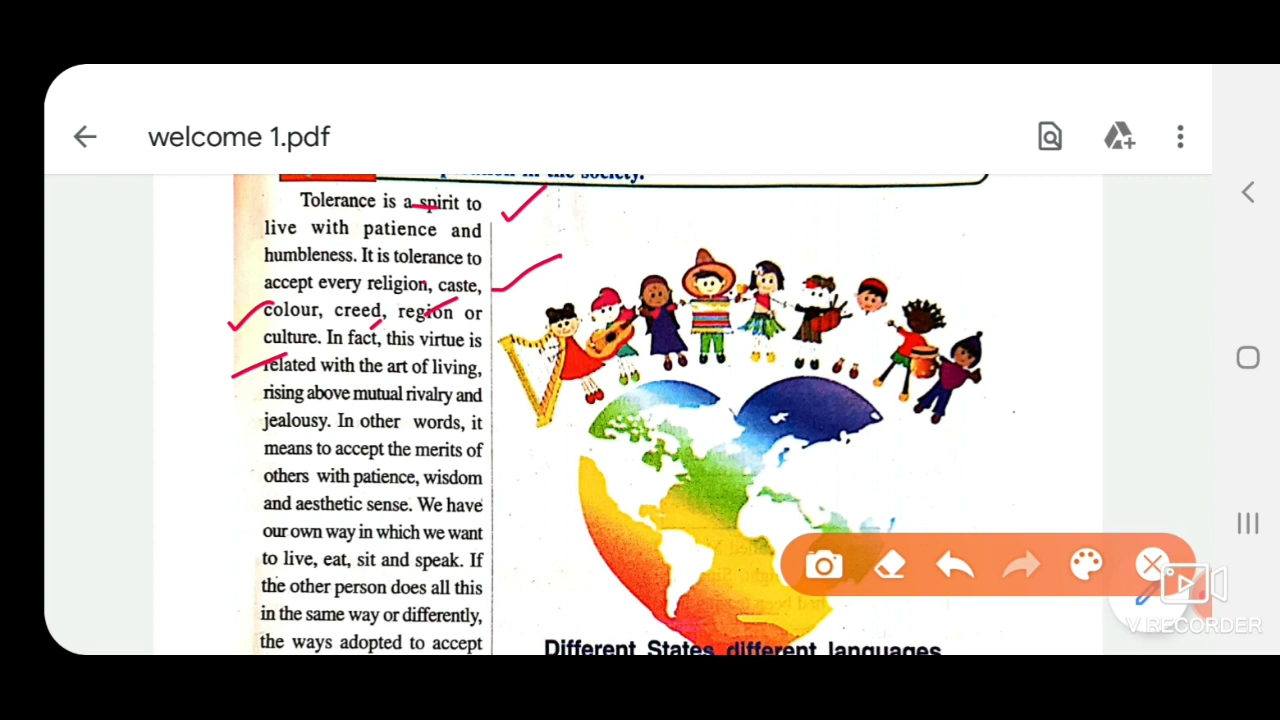 welcome 1.pdf
in the society.
Tolerance is a spirit to
live with patience and
humbleness. It is tolerance to
accept every religion, caste,
colour, creed, region or
culture. In fact, this virtue is
related with the art of living,
rising above mutual rivalry and
jealousy. In other words, it
means to accept the merits of
others with patience, wisdom
and aesthetic sense. We have
our own way in which we want
to live, eat, sit and speak. If
the other person does all this
in the same way or differently,
the ways adopted to accept
Different States different languages
V RECORDER